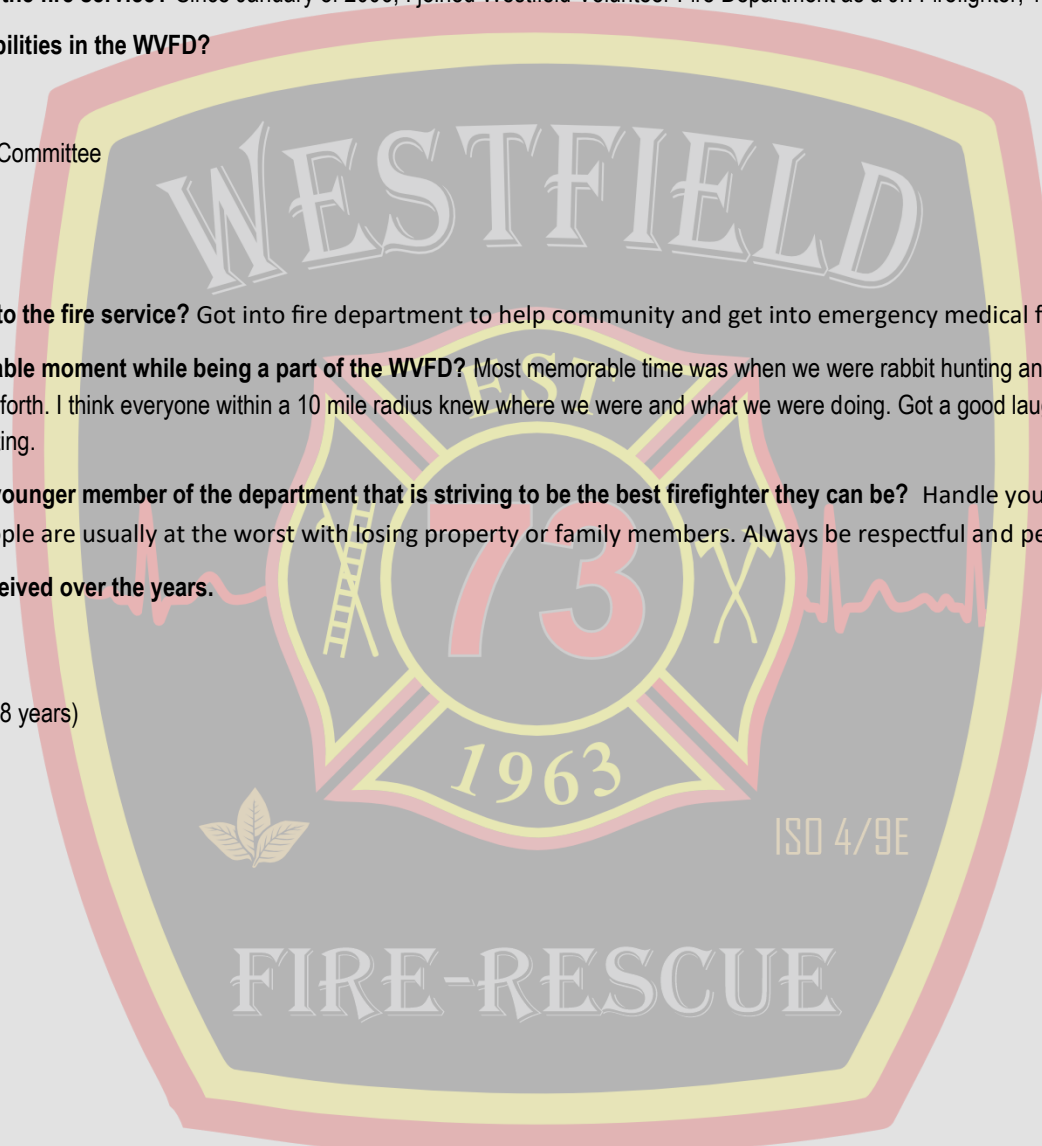 the fire service? Since January of 2006, I joined Westfield Volunteer Fire Department as a Jr. Firefighter,
bilities in the WVFD?
Committee
WESTFIELD
to the fire service? Got into fire department to help community and get into emergency medical f
EST
able moment while being a part of the WVFD? Most memorable time was when we were rabbit hunting an
forth. I think everyone within a 10 mile radius knew where we were and what we were doing. Got a good lau
ting.
younger member of the department that is striving to be the best firefighter they can be? Handle you
ple are usually at the worst with losing property or family members. Always be respectful and pe
73
eived over the years.
8 years)
1963
ISO 4/9E
FIRE-RESCUE